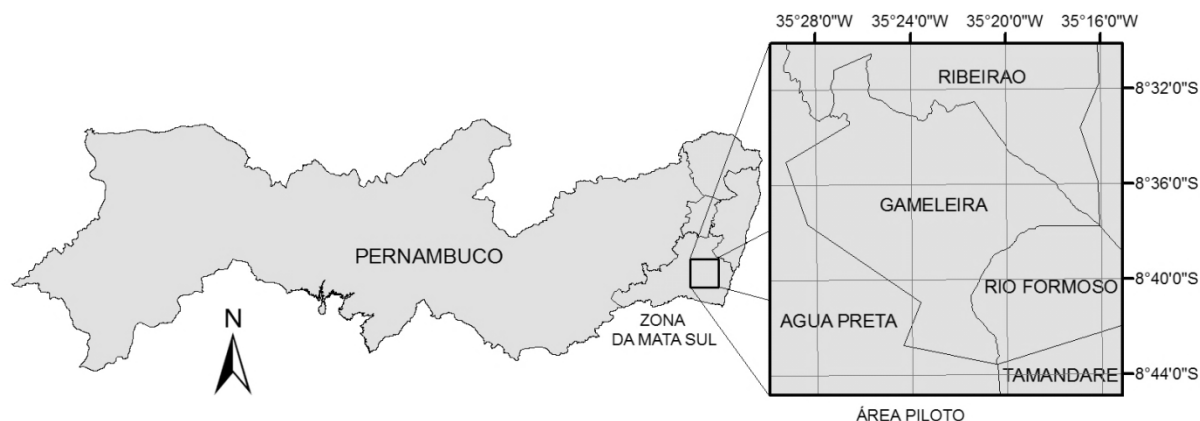 35°28'0"W 35°24'0"W 35°20'0"W 35°16'0"W
RIBEIRAO
8°32'0"S
8°36'0"S
GAMELEIRA
PERNAMBUCO
8°40'0"S
RIO FORMOSO
N
ZONA
DA MATA SUL
AGUA PRETA
TAMANDARE
8°44'0"S
ÁREA PILOTO